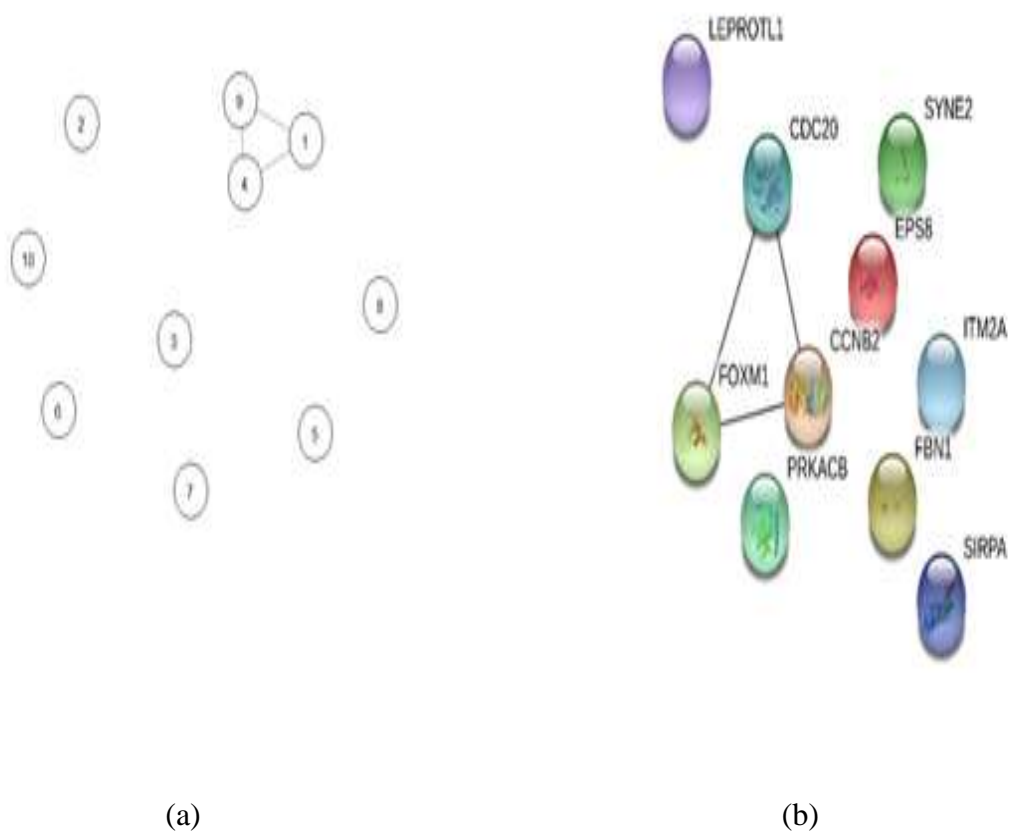 LEPROTL1
9
SYNE2
2
1
CDC20
4
EPS8
10
8
ITM2A
3
CCNB2
FOXM1
6
5
FBN1
PRKACB
7
SIRPA
(a)
(b)